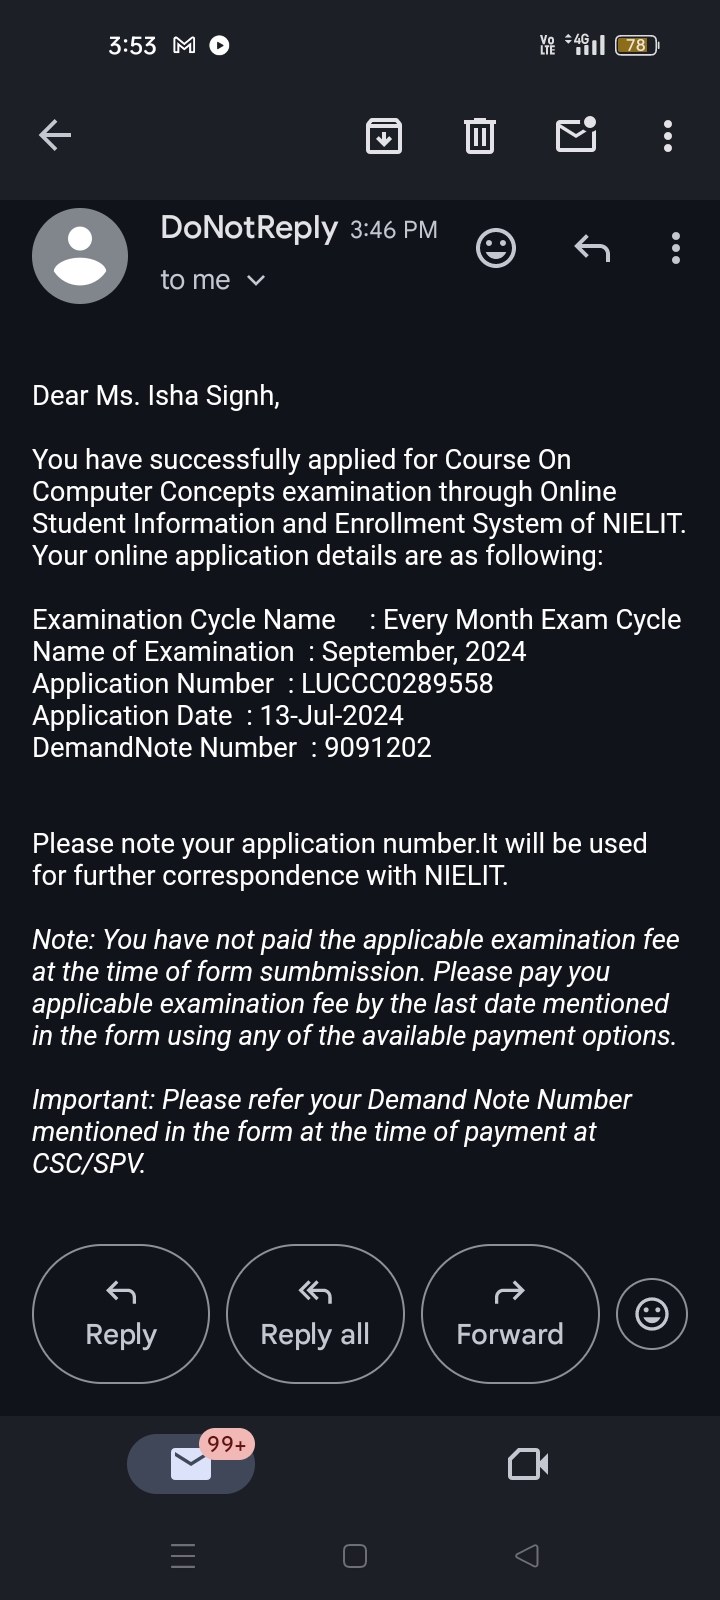 3:53
Vo LTE 4G 78
DoNotReply 3:46 PM
to me
Dear Ms. Isha Signh,
You have successfully applied for Course On
Computer Concepts examination through Online
Student Information and Enrollment System of NIELIT.
Your online application details are as following:
Examination Cycle Name : Every Month Exam Cycle
Name of Examination : September, 2024
Application Number : LUCCC0289558
Application Date : 13-Jul-2024
DemandNote Number : 9091202
Please note your application number.It will be used
for further correspondence with NIELIT.
Note: You have not paid the applicable examination fee
at the time of form sumbmission. Please pay you
applicable examination fee by the last date mentioned
in the form using any of the available payment options.
Important: Please refer your Demand Note Number
mentioned in the form at the time of payment at
CSC/SPV.
Reply Reply all Forward
99+